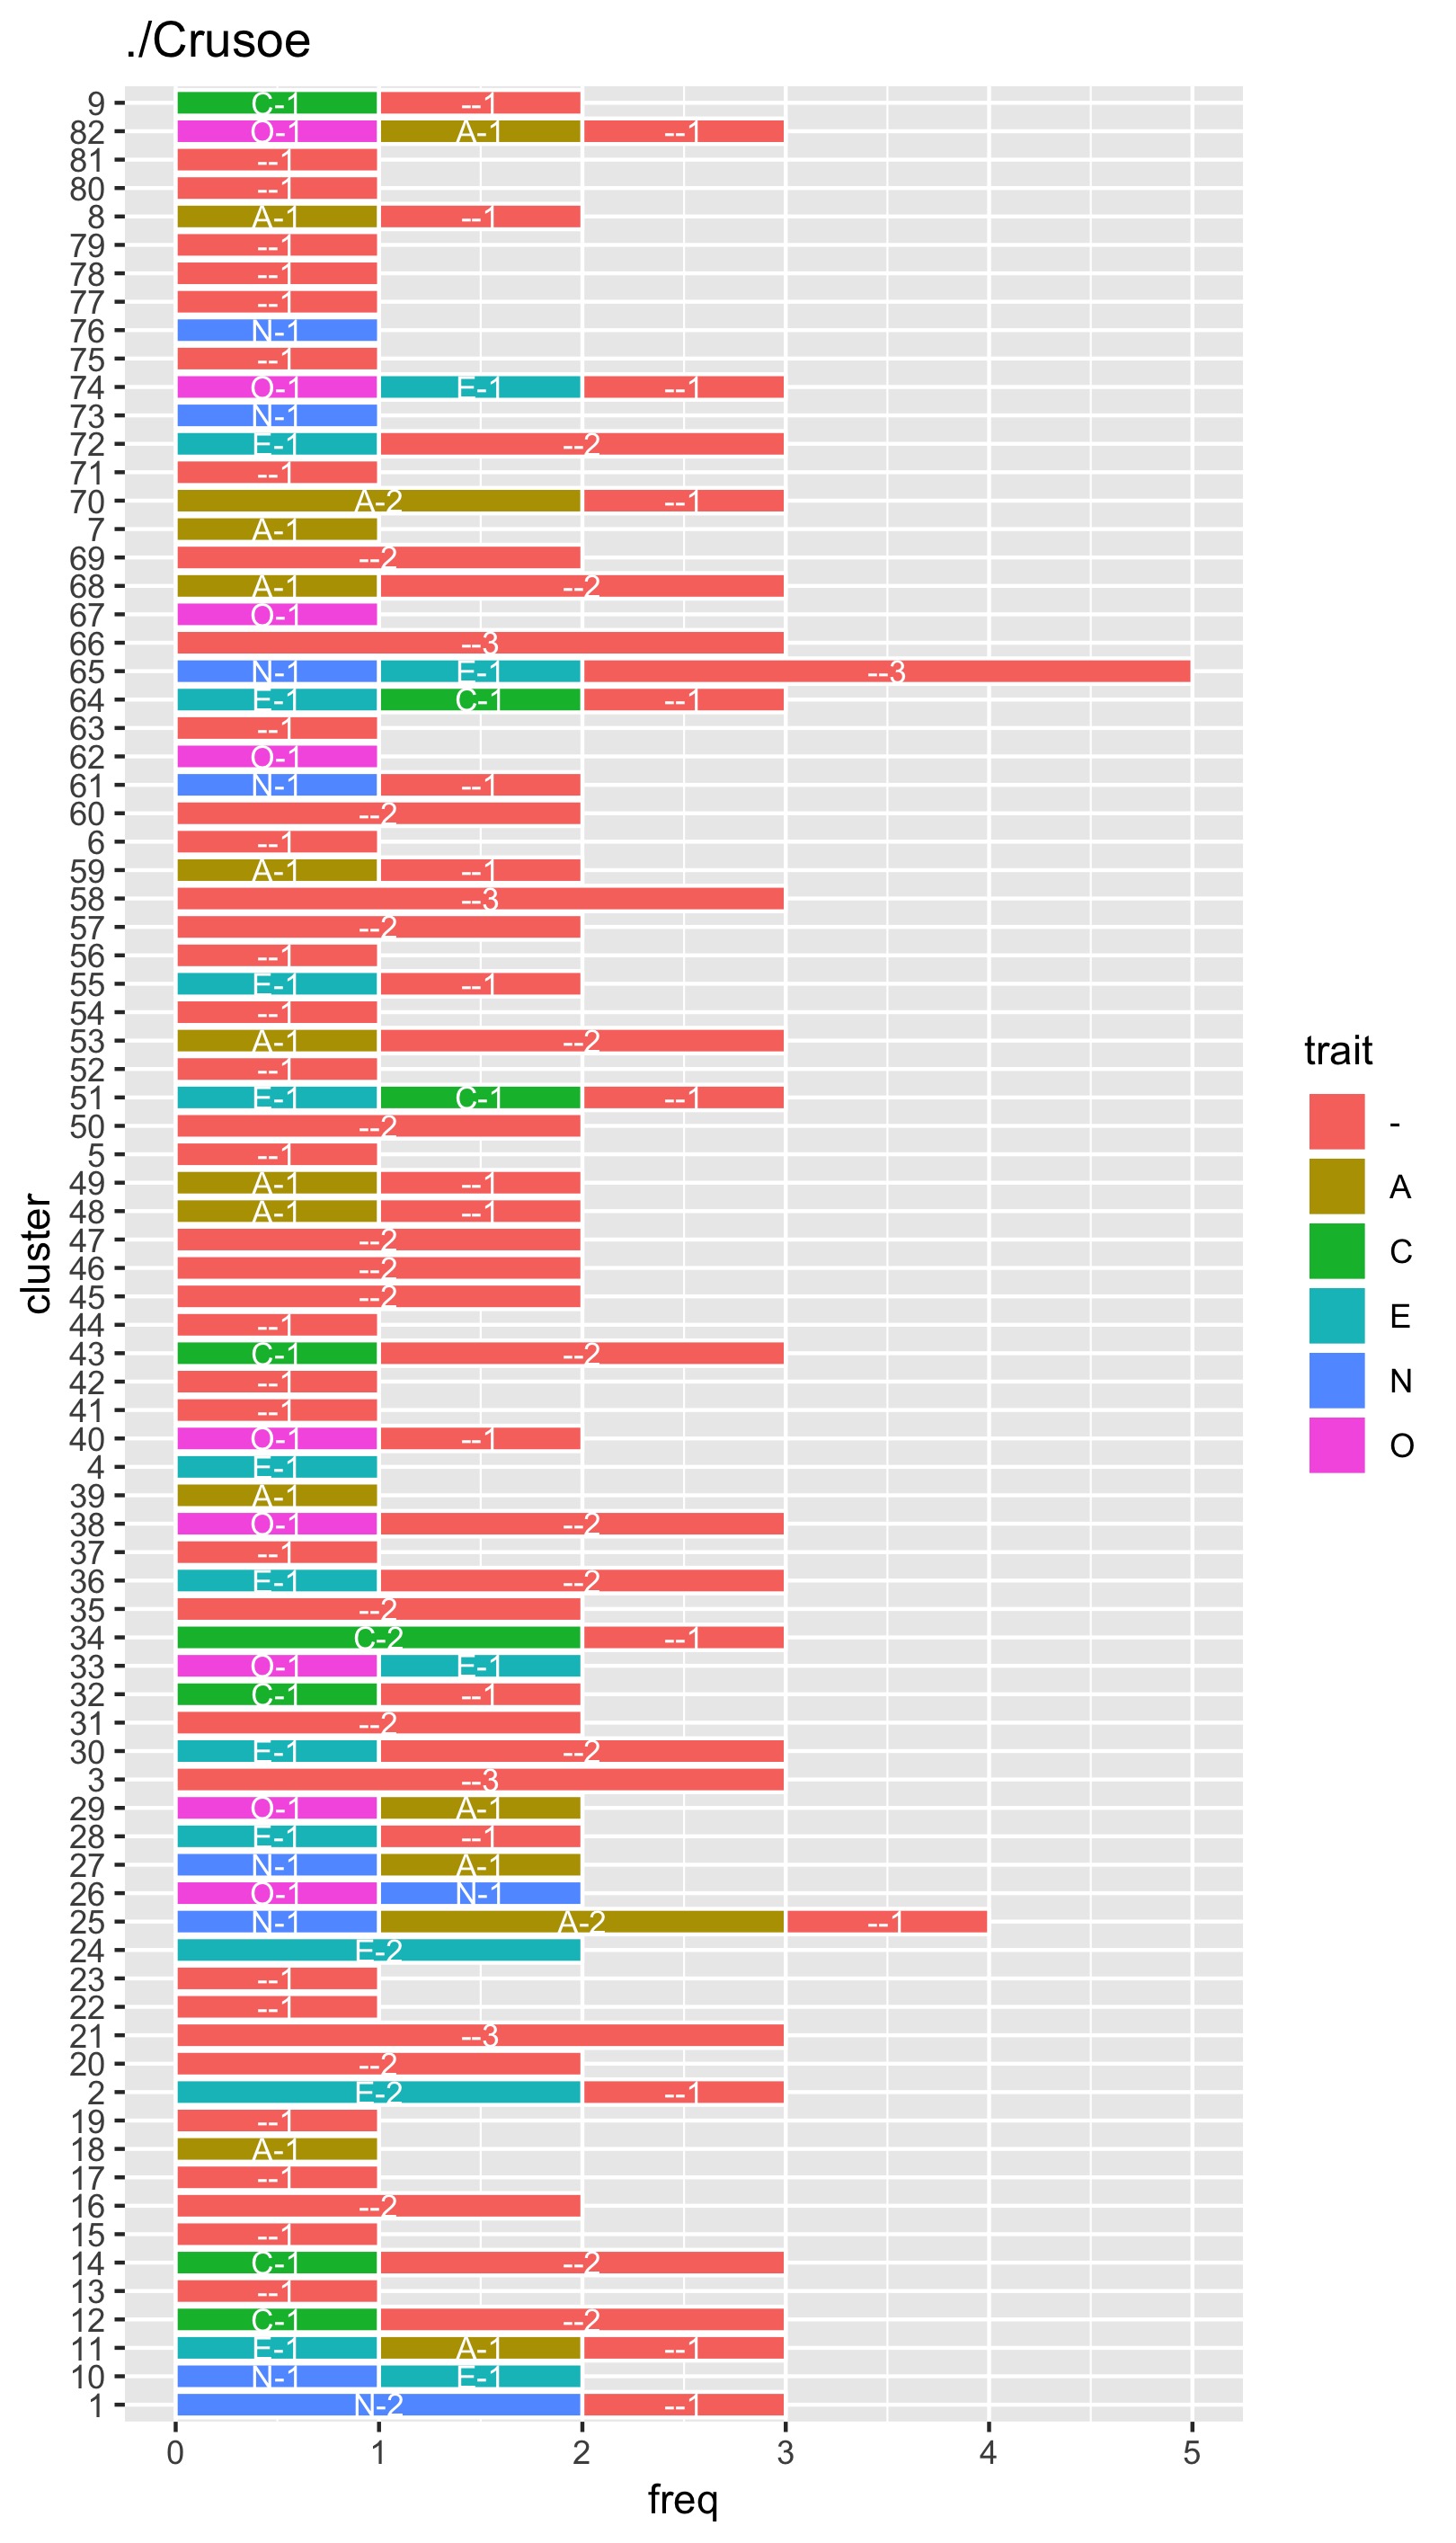 ./Crusoe
9 C-1 --1
82 O-1 A-1 --1
81 --1
80 --1
8 A-1 --1
79 --1
78 --1
77 --1
76 N-1
75 --1
74 O-1 E-1 --1
73 N-1
72 E-1 --2
71 --1
70 A-2 --1
7 A-1
69 --2
68 A-1 --2
67 O-1
66 --3
65 N-1 E-1 --3
64 E-1 C-1 --1
63 --1
62 O-1
61 N-1 --1
60 --2
6 --1
59 A-1 --1
58 --3
57 --2
56 --1
55 E-1 --1
54 --1
53 A-1 --2
52 --1
51 E-1 C-1 --1
50 --2
5 --1
49 A-1 --1
48 A-1 --1
47 --2
46 --2
45 --2
44 --1
43 C-1 --2
42 --1
41 --1
40 O-1 --1
4 E-1
39 A-1
38 O-1 --2
37 --1
36 E-1 --2
35 --2
34 C-2 --1
33 O-1 E-1
32 C-1 --1
31 --2
30 E-1 --2
3 --3
29 O-1 A-1
28 E-1 --1
27 N-1 A-1
26 O-1 N-1
25 N-1 A-2 --1
24 E-2
23 --1
22 --1
21 --3
20 --2
2 E-2 --1
19 --1
18 A-1
17 --1
16 --2
15 --1
14 C-1 --2
13 --1
12 C-1 --2
11 E-1 A-1 --1
10 N-1 E-1
1 N-2 --1
0 1 2 3 4 5
freq
cluster
trait
-
A
C
E
N
O